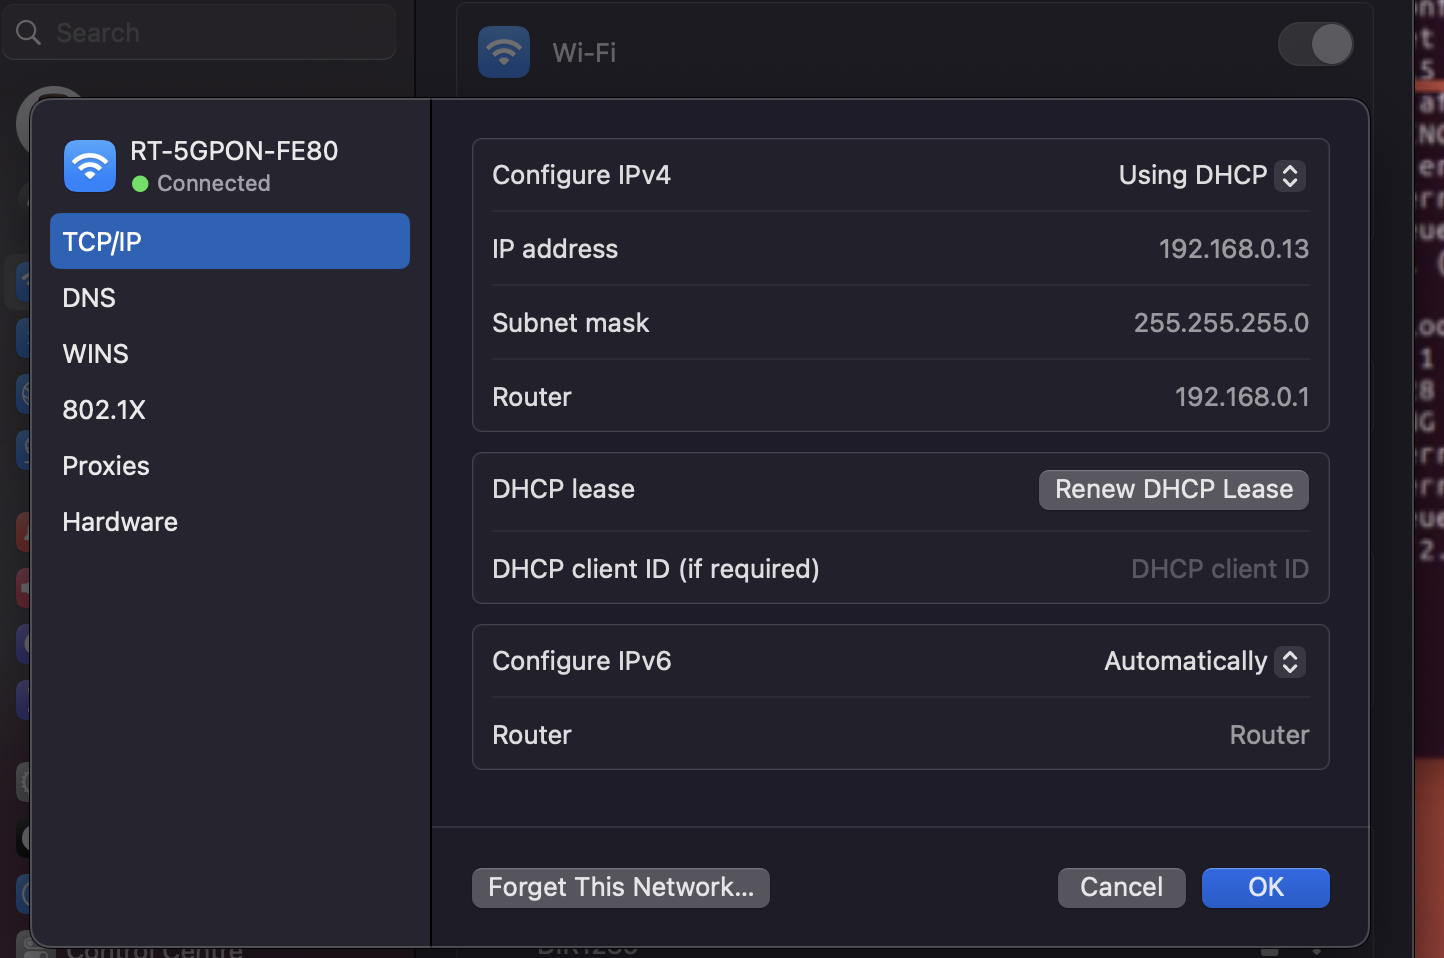 Search
Wi-Fi
RT-5GPON-FE80
Connected
TCP/IP
DNS
WINS
802.1X
Proxies
Hardware
Configure IPv4
Using DHCP
IP address
192.168.0.13
Subnet mask
255.255.255.0
Router
192.168.0.1
DHCP lease
Renew DHCP Lease
DHCP client ID (if required)
DHCP client ID
Configure IPv6
Automatically
Router
Router
Forget This Network...
Cancel
OK
Control Centre